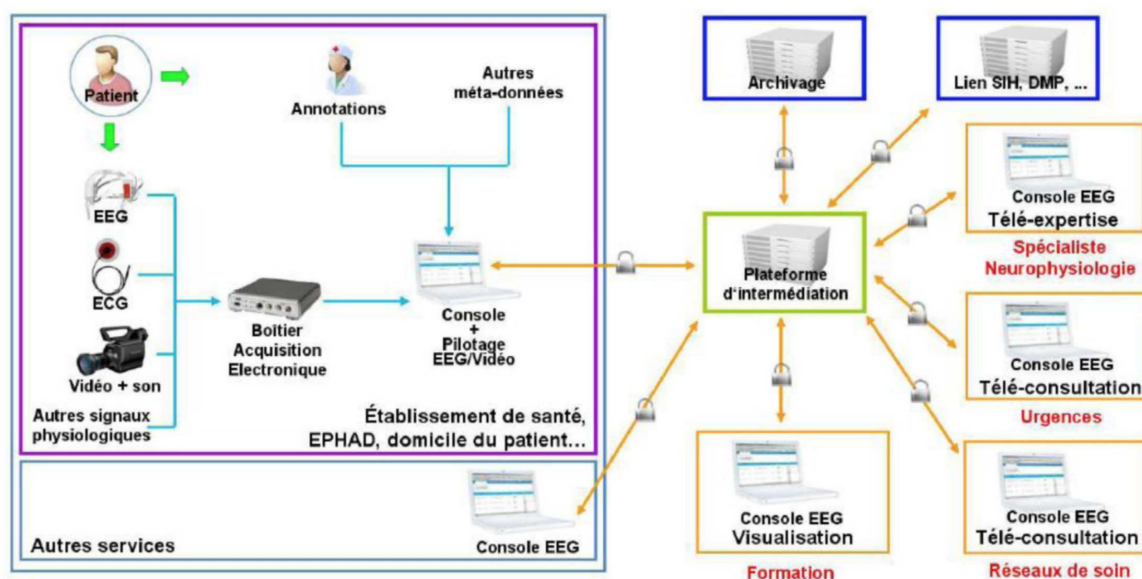 Patient
Annotations
Autres
méta-données
EEG
ECG
Vidéo + son
Autres signaux
physiologiques
Boîtier
Acquisition
Electronique
Console
+
Pilotage
EEG/Vidéo
Établissement de santé,
EPHAD, domicile du patient...
Autres services
Console EEG
Archivage
Lien SIH, DMP, ...
Plateforme
d'intermédiation
Console EEG
Télé-expertise
Spécialiste
Neurophysiologie
Console EEG
Télé-consultation
Urgences
Console EEG
Visualisation
Formation
Console EEG
Télé-consultation
Réseaux de soin